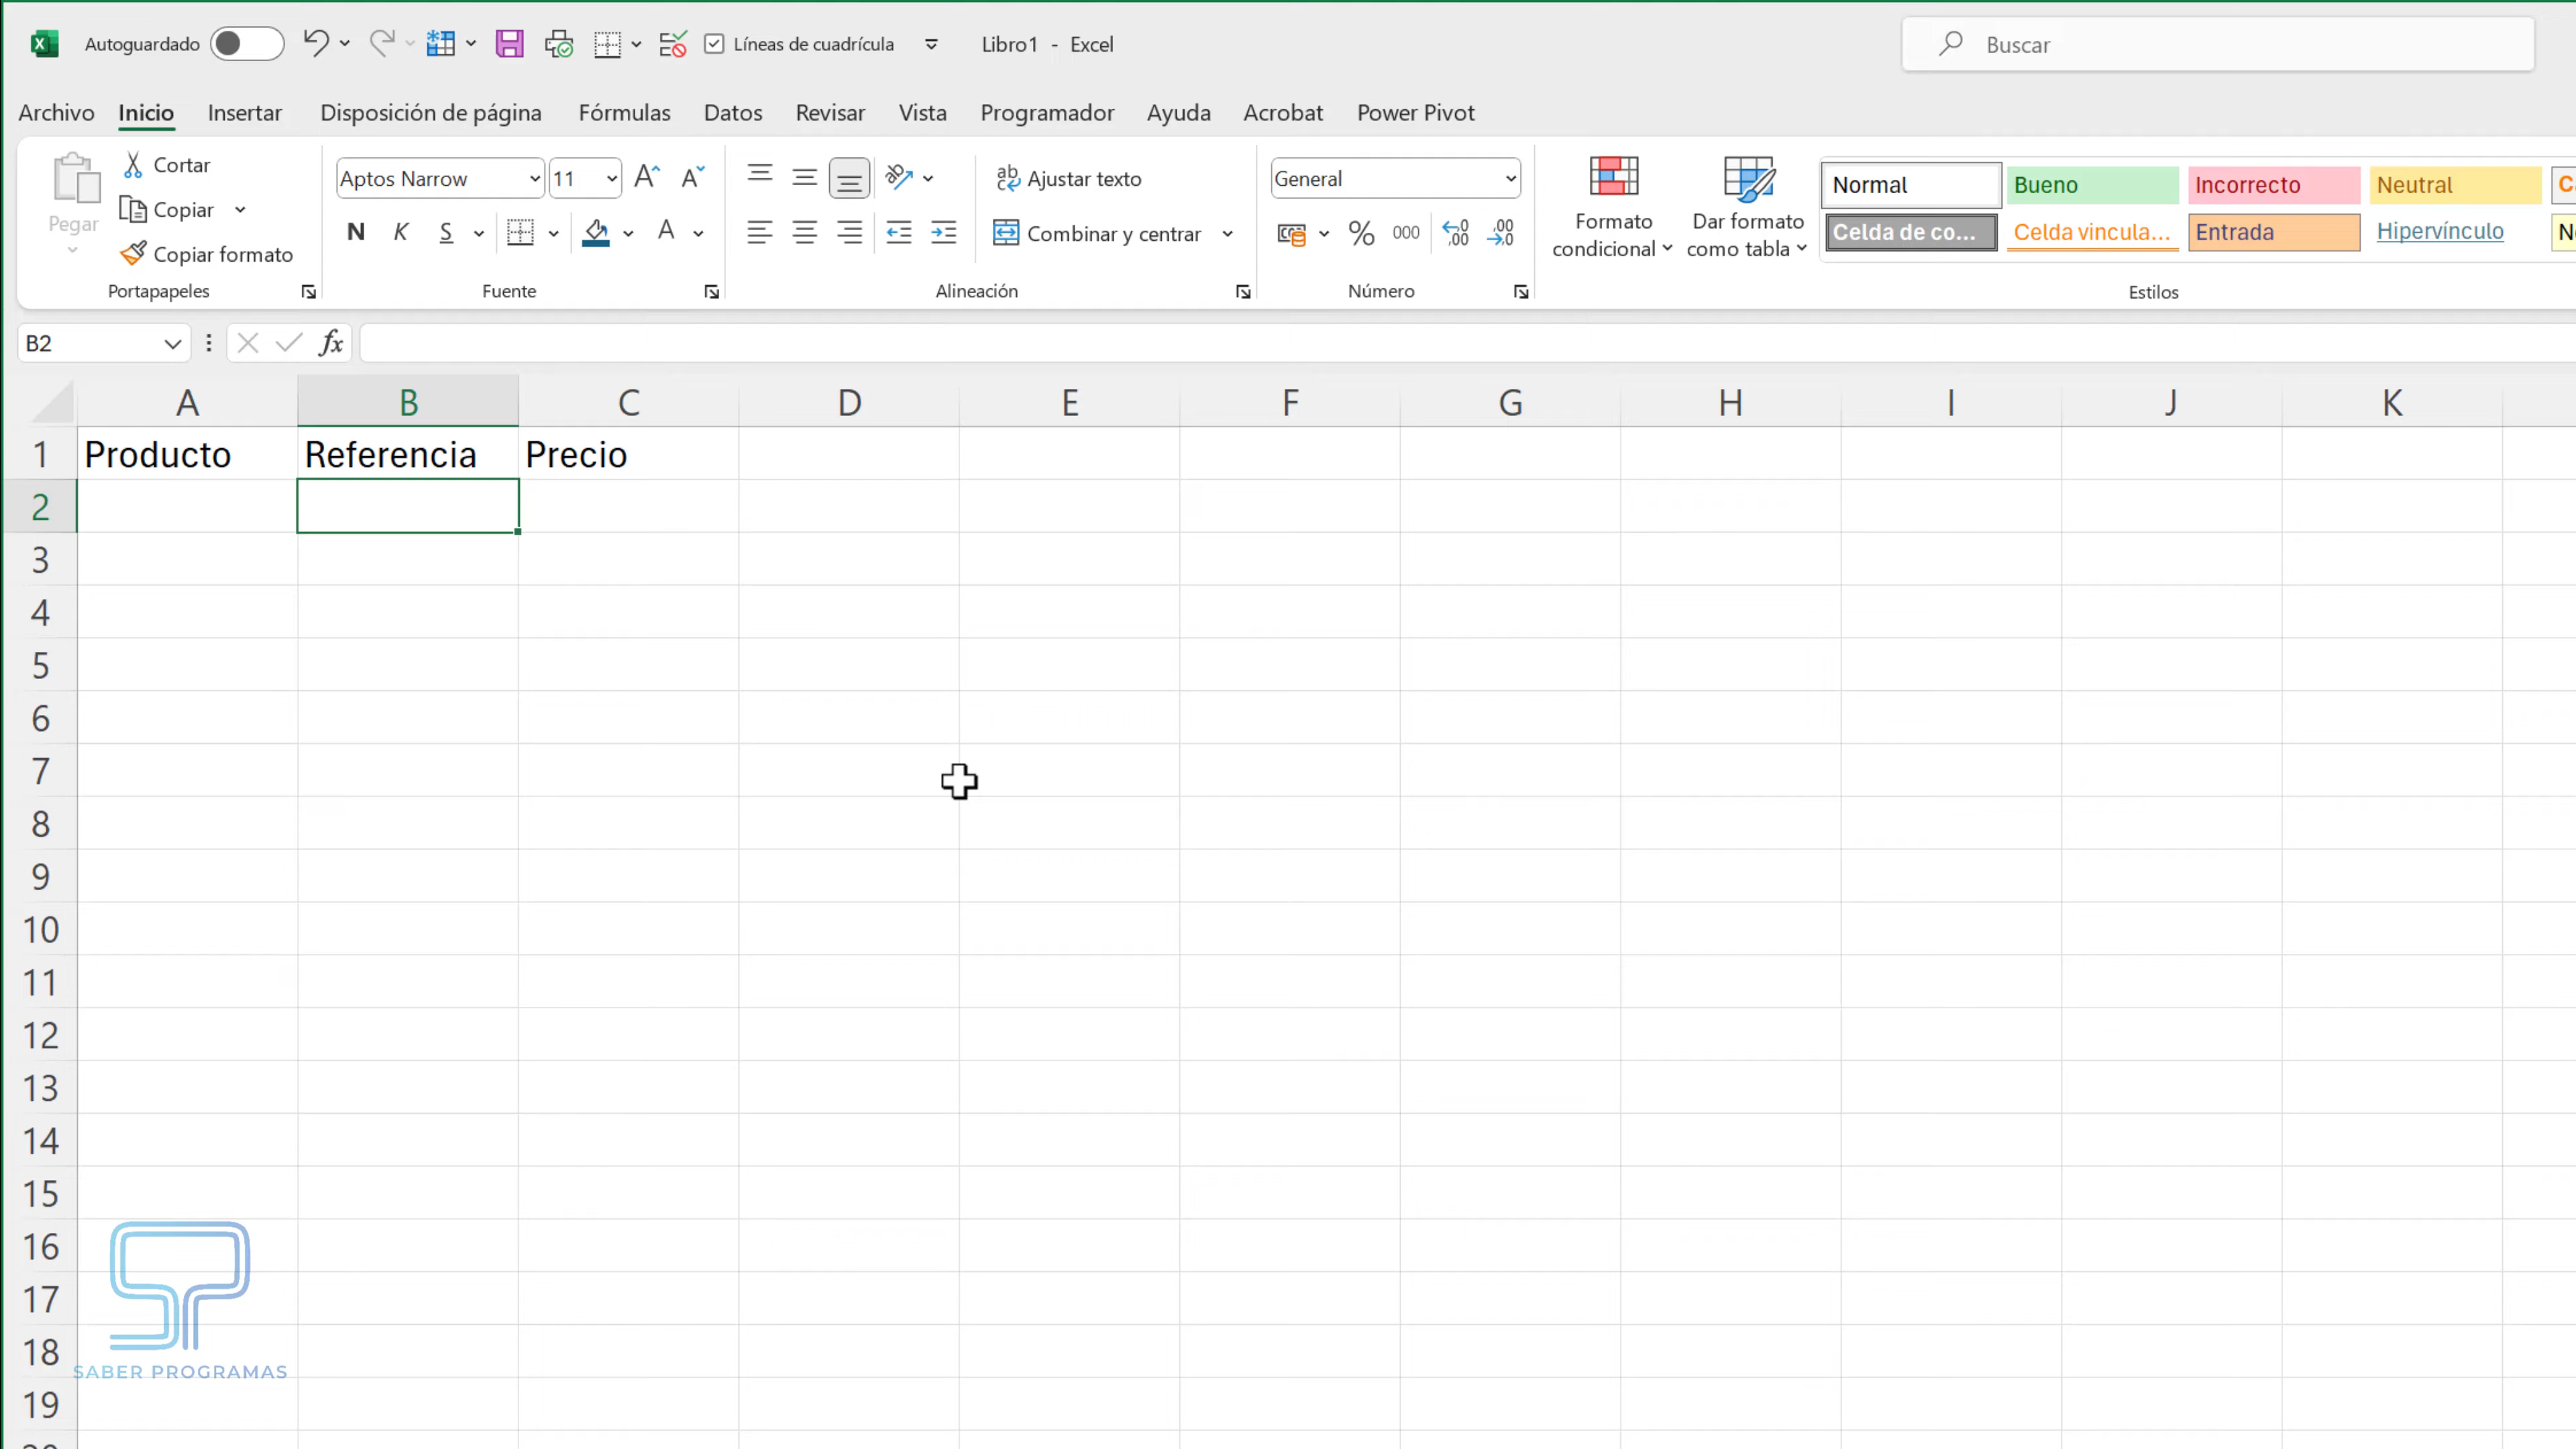 Autoguardado Líneas de cuadrícula Libro1 - Excel Buscar
Archivo Inicio Insertar Disposición de página Fórmulas Datos Revisar Vista Programador Ayuda Acrobat Power Pivot
Pegar
Cortar
Copiar
Copiar formato
Portapapeles
Aptos Narrow 11
N K S A
Fuente
Ajustar texto
Combinar y centrar
Alineación
General
% 000
Número
Formato condicional
Dar formato como tabla
Normal Bueno Incorrecto Neutral
Celda de co... Celda vincula... Entrada Hipervínculo
Estilos
B2 fx
A B C D E F G H I J K
1 Producto Referencia Precio
2
3
4
5
6
7
8
9
10
11
12
13
14
15
16
17
18
SABER PROGRAMAS
19